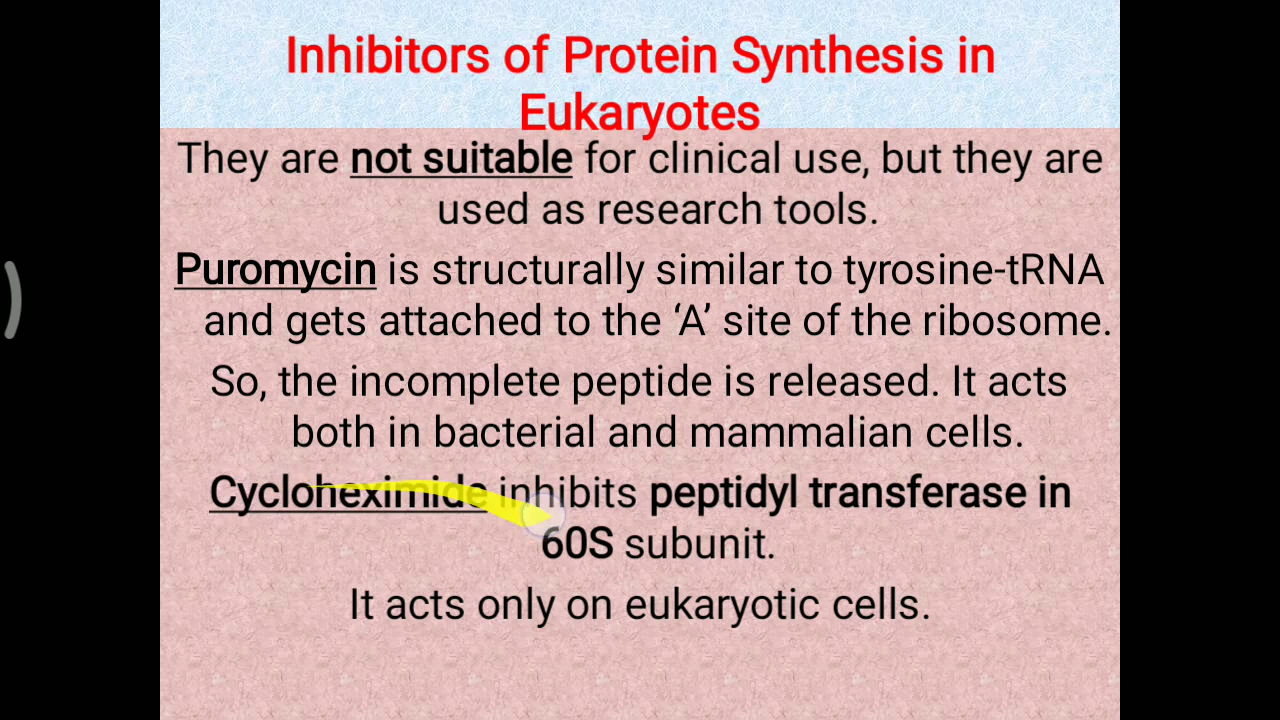 Inhibitors of Protein Synthesis in
Eukaryotes
They are not suitable for clinical use, but they are
used as research tools.
Puromycin is structurally similar to tyrosine-tRNA
and gets attached to the ‘A’ site of the ribosome.
So, the incomplete peptide is released. It acts
both in bacterial and mammalian cells.
Cycloheximide inhibits peptidyl transferase in
60S subunit.
It acts only on eukaryotic cells.